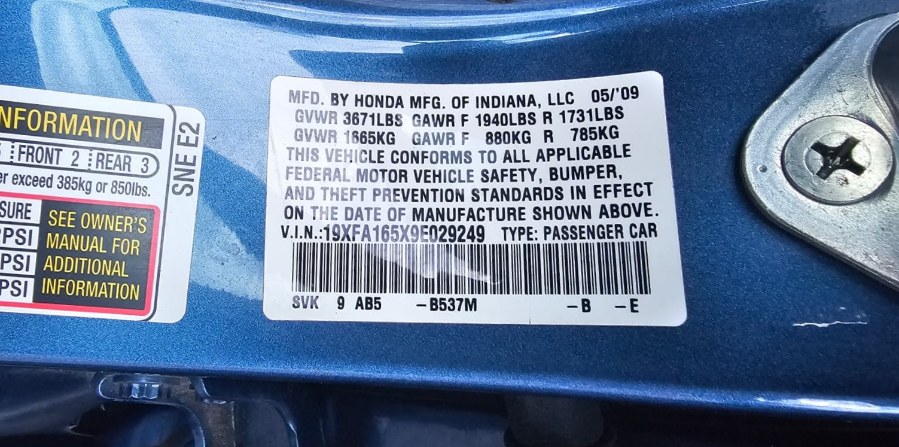 NFORMATION
FRONT 2 REAR 3
er exceed 385kg or 850lbs.
SURE
PSI
PSI
PSI
SEE OWNER'S
MANUAL FOR
ADDITIONAL
INFORMATION
SNE E2
MFD. BY HONDA MFG. OF INDIANA, LLC 05/'09
GVWR 3671LBS GAWR F 1940LBS R 1731LBS
GVWR 1665KG GAWR F 880KG R 785KG
THIS VEHICLE CONFORMS TO ALL APPLICABLE
FEDERAL MOTOR VEHICLE SAFETY, BUMPER,
AND THEFT PREVENTION STANDARDS IN EFFECT
ON THE DATE OF MANUFACTURE SHOWN ABOVE.
V.I.N.:19XFA165X9E029249 TYPE: PASSENGER CAR
SVK 9 AB5 -B537M -B -E